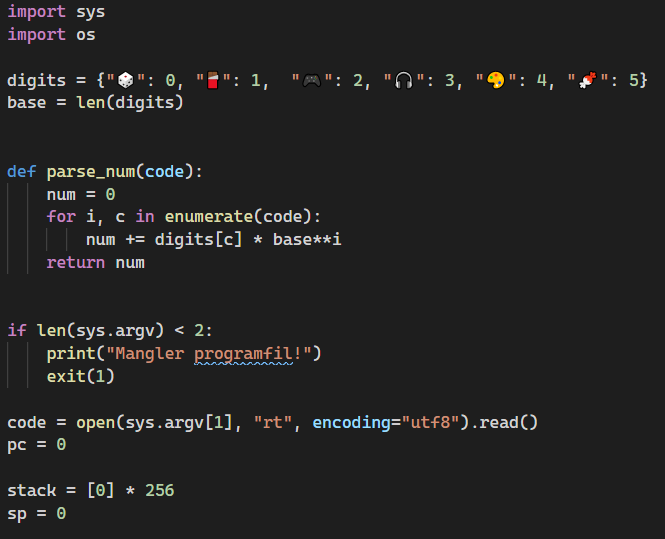 import sys
import os
digits = {"🎲": 0, "🍫": 1,  "🎮": 2, "🎧": 3, "🎨": 4, "🍬": 5}
base = len(digits)
def parse_num(code):
    num = 0
    for i, c in enumerate(code):
        num += digits[c] * base**i
    return num
if len(sys.argv) < 2:
    print("Mangler programfil!")
    exit(1)
code = open(sys.argv[1], "rt", encoding="utf8").read()
pc = 0
stack = [0] * 256
sp = 0